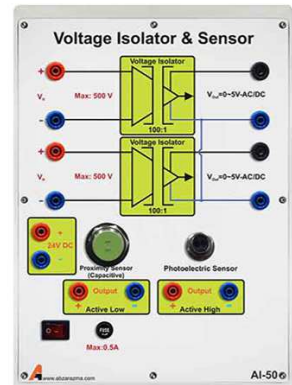 Voltage Isolator & Sensor
Voltage Isolator
+ Max: 500 V
Vin VOut=0~5V-AC/DC
-
100:1
Voltage Isolator
+ Max: 500 V
Vin VOut=0~5V-AC/DC
-
100:1
+
24V DC
-
Proximity Sensor
(Capacitive)
Photoelectric Sensor
Output
+ -
Active Low
Output
+ -
Active High
FUSE
Max:0.5A
www.abzarazma.com
AI-50